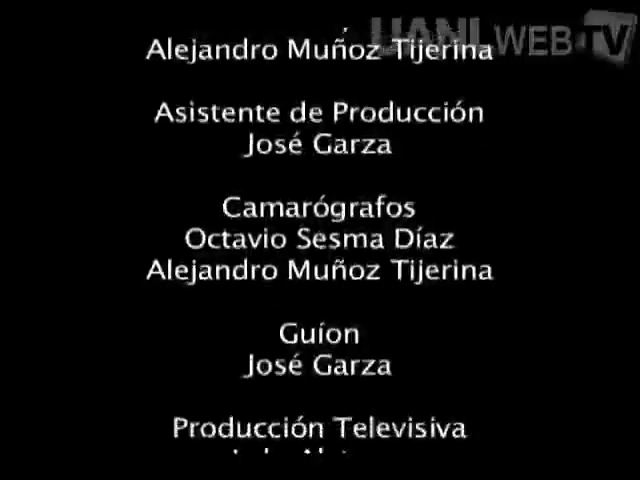 UANL WEB TV
Alejandro Muñoz Tijerina
Asistente de Producción
José Garza
Camarógrafos
Octavio Sesma Díaz
Alejandro Muñoz Tijerina
Guíon
José Garza
Producción Televisiva